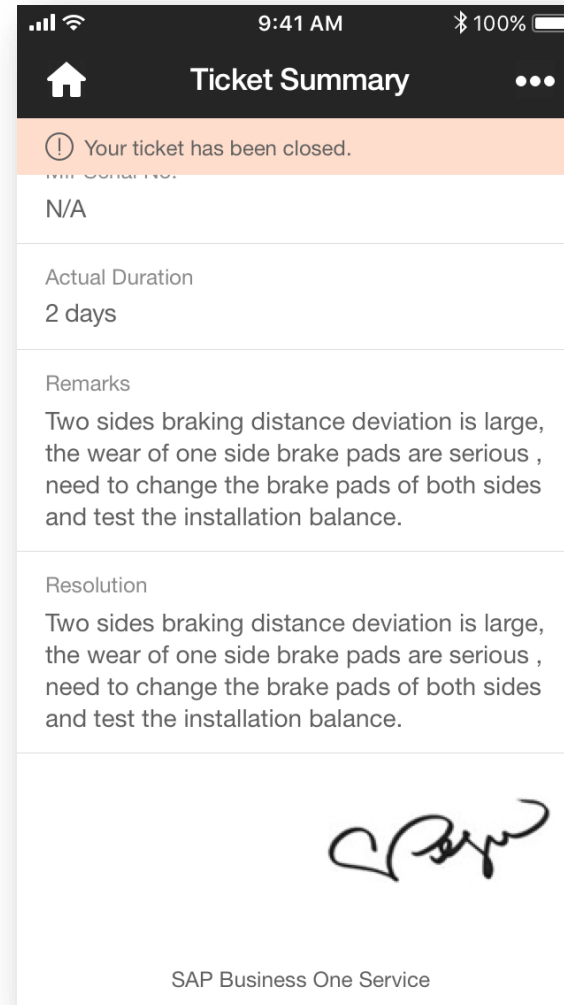 9:41 AM
100%
Ticket Summary
Your ticket has been closed.
N/A
Actual Duration
2 days
Remarks
Two sides braking distance deviation is large,
the wear of one side brake pads are serious ,
need to change the brake pads of both sides
and test the installation balance.
Resolution
Two sides braking distance deviation is large,
the wear of one side brake pads are serious ,
need to change the brake pads of both sides
and test the installation balance.
SAP Business One Service